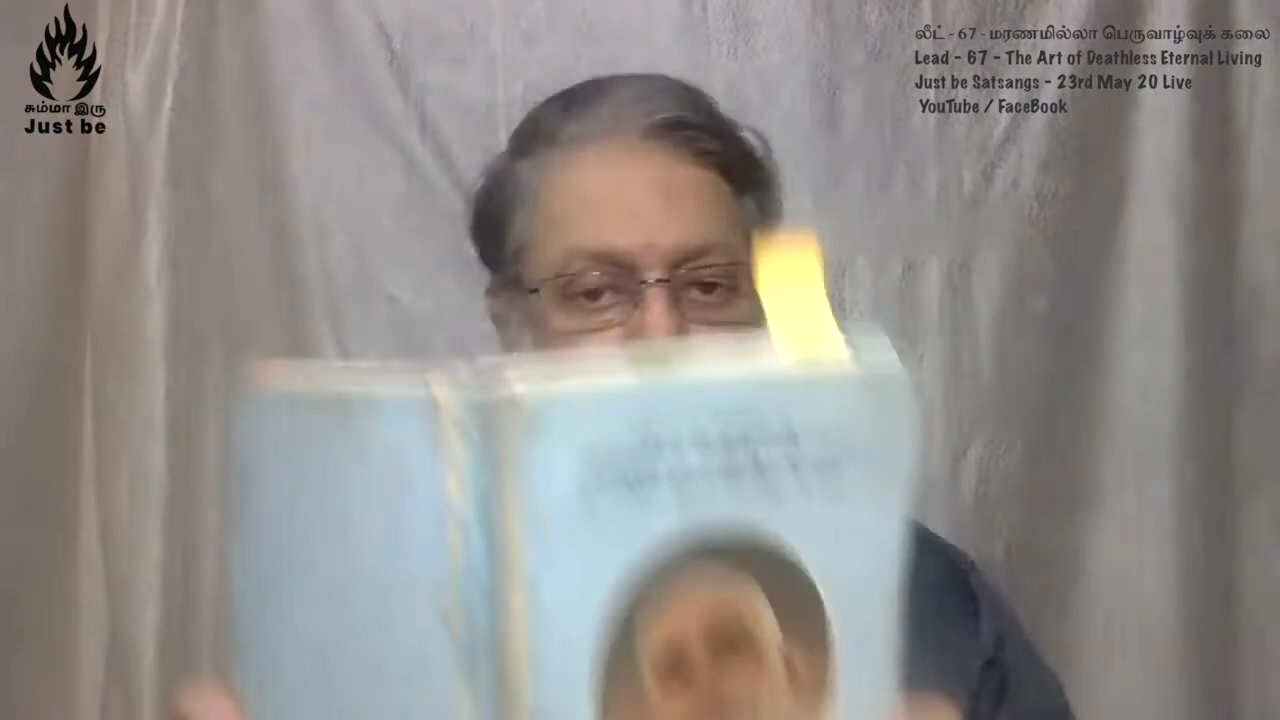 சும்மா இரு
Just be
லீட் - 67 - மரணமில்லா பெருவாழ்வுக் கலை
Lead - 67 - The Art of Deathless Eternal Living
Just be Satsangs - 23rd May 20 Live
YouTube / FaceBook